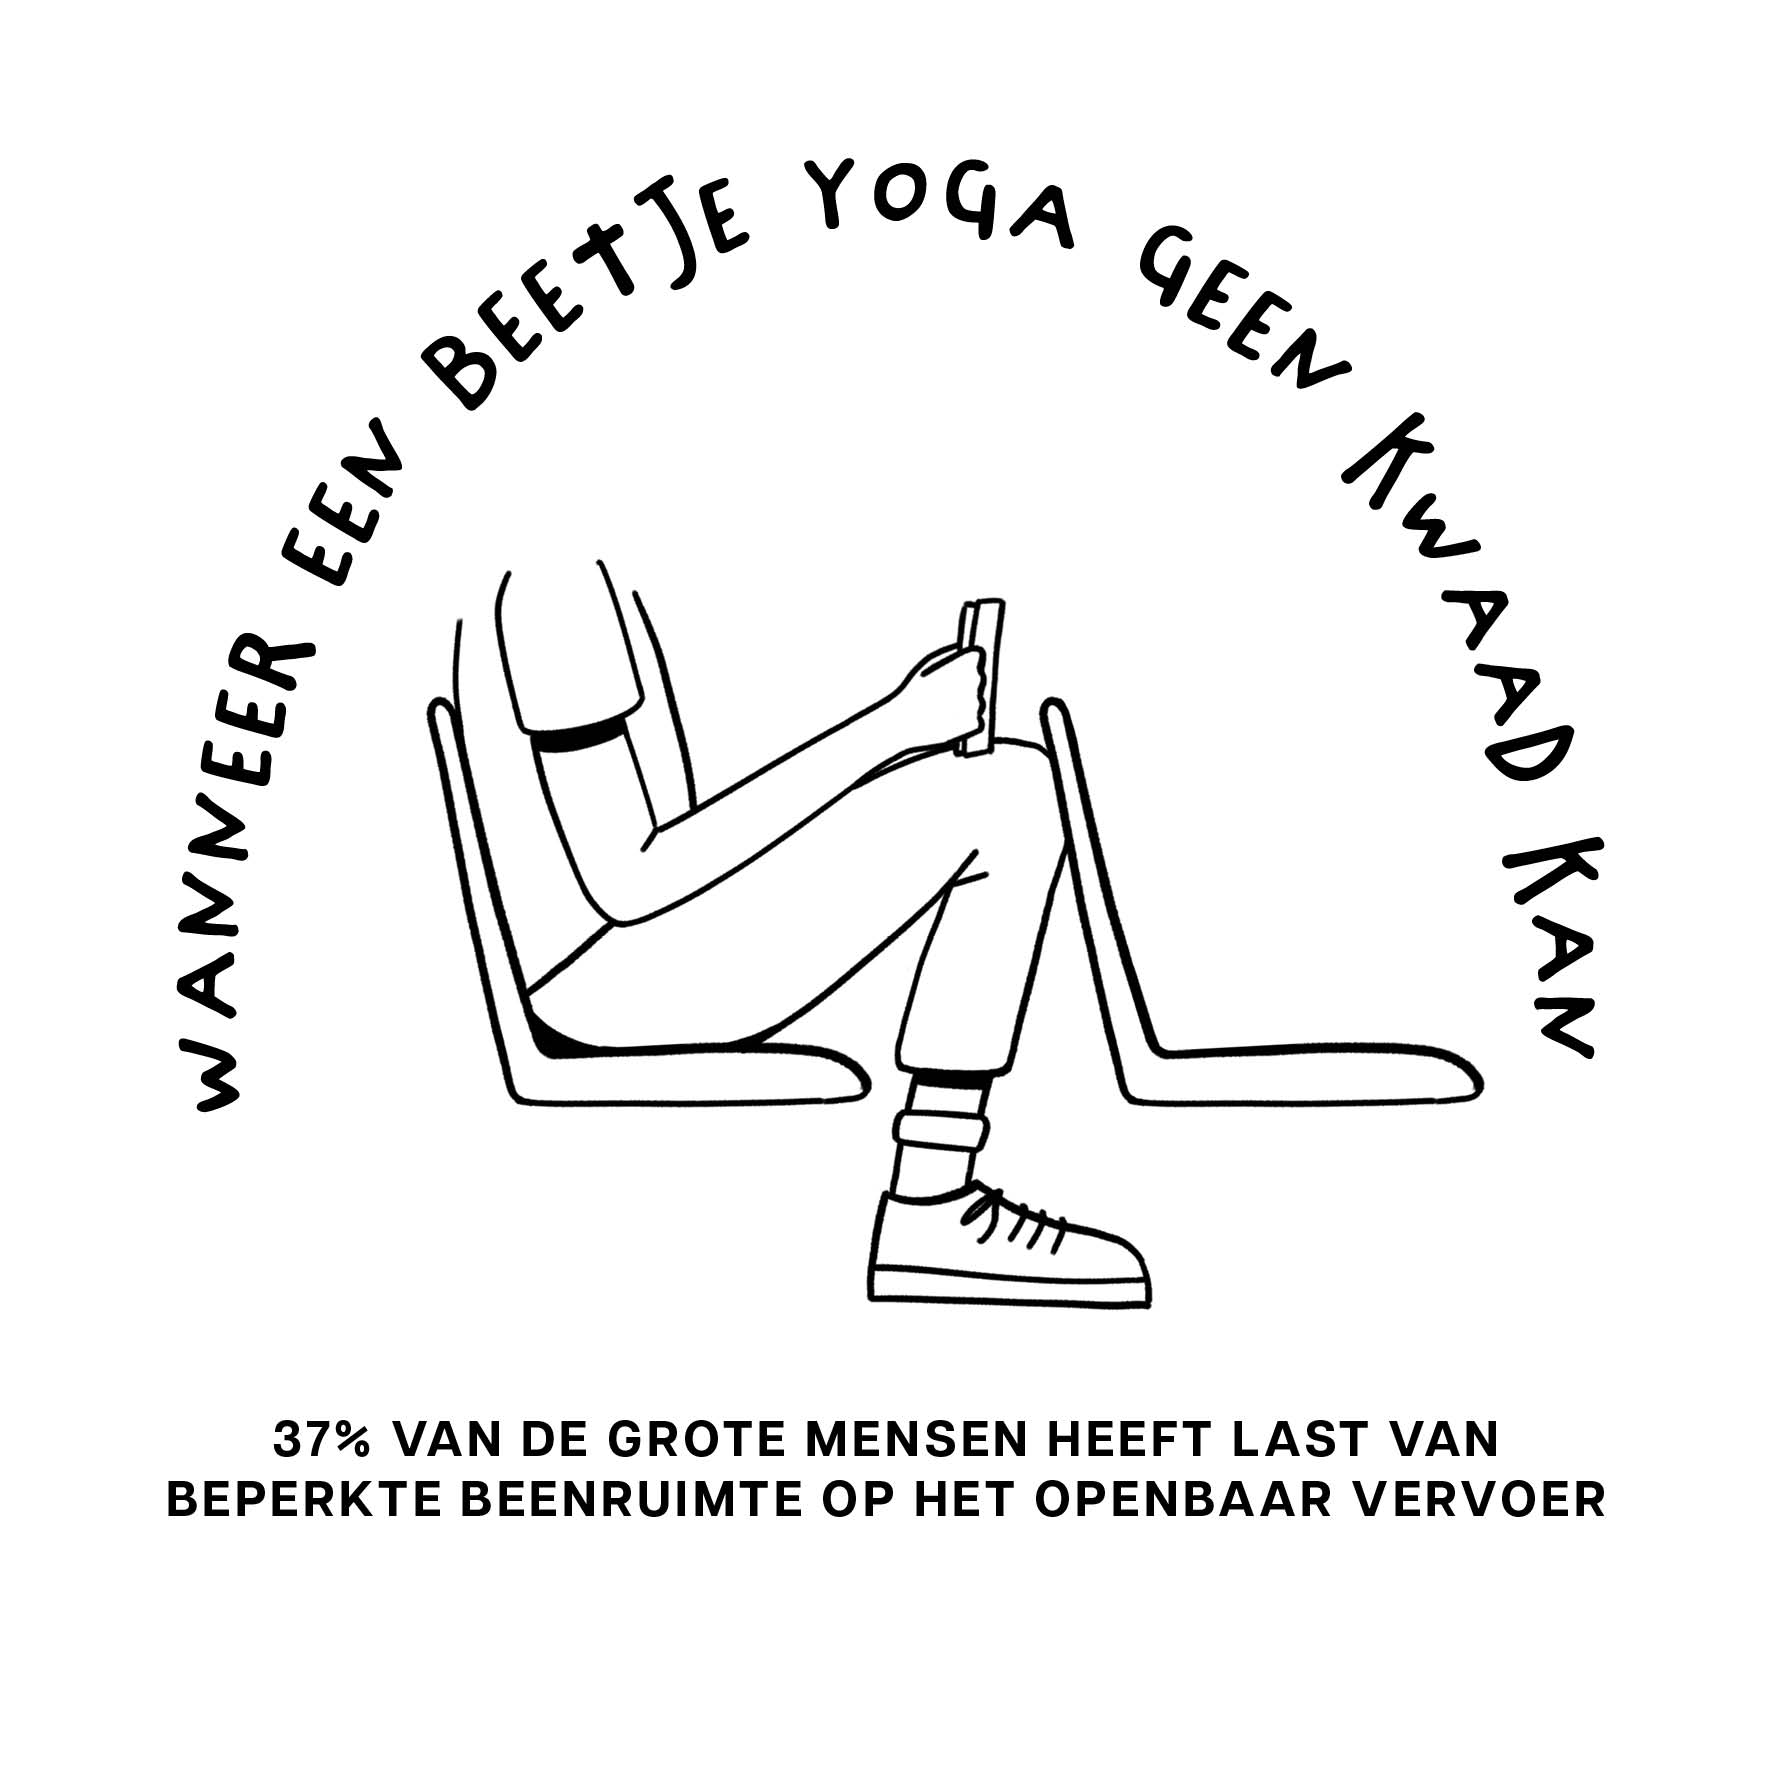 WANNEER EEN BEETJE YOGA GEEN KWAAD KAN
37% VAN DE GROTE MENSEN HEEFT LAST VAN
BEPERKTE BEENRUIMTE OP HET OPENBAAR VERVOER